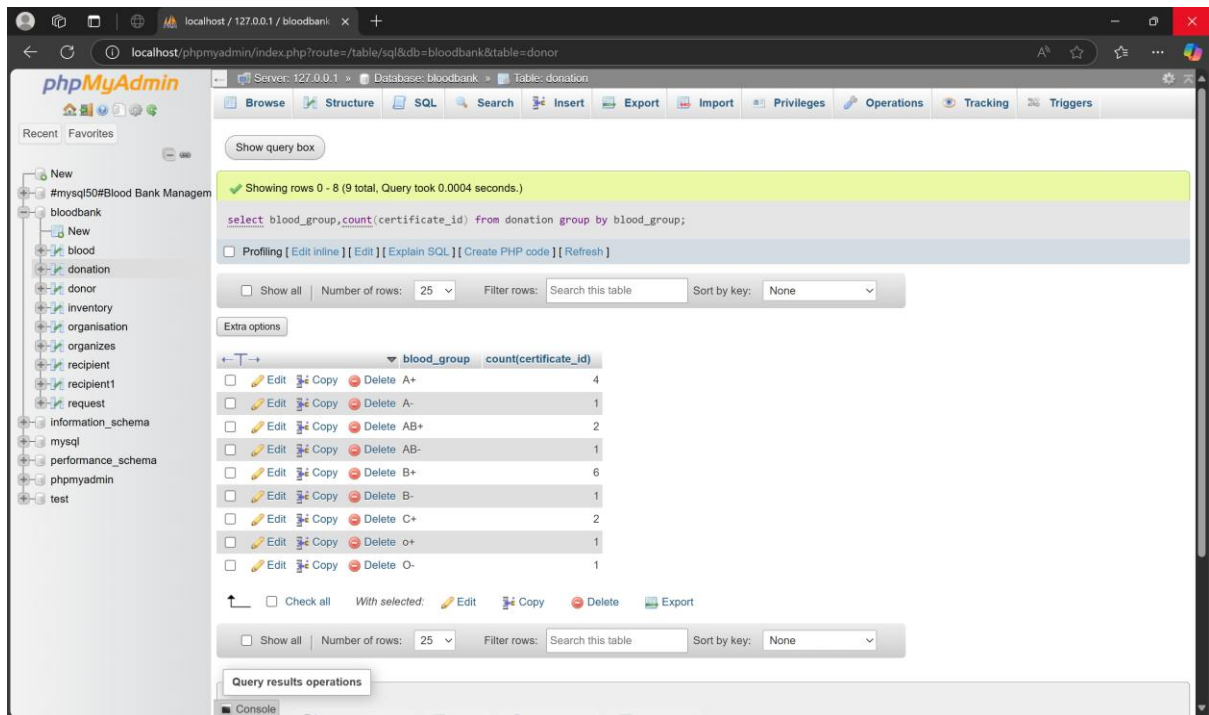 localhost / 127.0.0.1 / bloodbank
localhost/phpmyadmin/index.php?route=/table/sql&db=bloodbank&table=donor
phpMyAdmin
Recent Favorites
New
#mysql50#Blood Bank Managem
bloodbank
New
blood
donation
donor
inventory
organisation
organizes
recipient
recipient1
request
information_schema
mysql
performance_schema
phpmyadmin
test
Server: 127.0.0.1 » Database: bloodbank » Table: donation
Browse Structure SQL Search Insert Export Import Privileges Operations Tracking Triggers
Show query box
Showing rows 0 - 8 (9 total, Query took 0.0004 seconds.)
select blood_group,count(certificate_id) from donation group by blood_group;
Profiling [ Edit inline ] [ Edit ] [ Explain SQL ] [ Create PHP code ] [ Refresh ]
Show all | Number of rows: 25 Filter rows: Search this table Sort by key: None
Extra options
blood_group count(certificate_id)
Edit Copy Delete A+ 4
Edit Copy Delete A- 1
Edit Copy Delete AB+ 2
Edit Copy Delete AB- 1
Edit Copy Delete B+ 6
Edit Copy Delete B- 1
Edit Copy Delete C+ 2
Edit Copy Delete o+ 1
Edit Copy Delete O- 1
Check all With selected: Edit Copy Delete Export
Show all | Number of rows: 25 Filter rows: Search this table Sort by key: None
Query results operations
Console